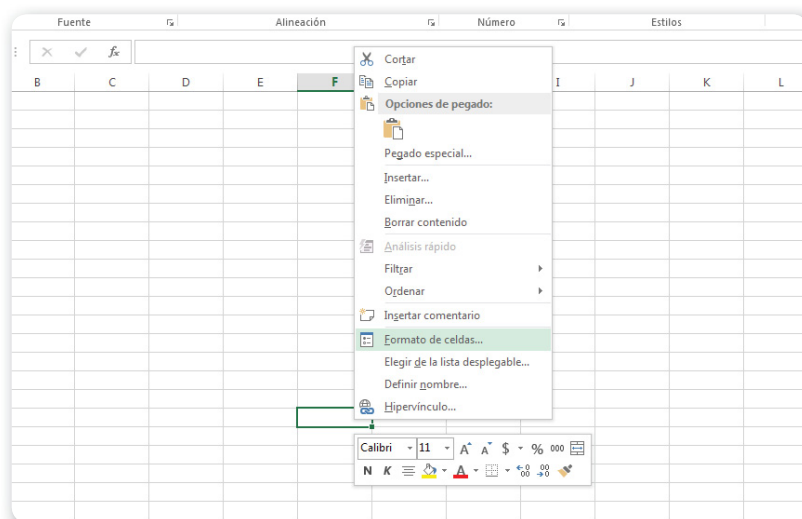 Fuente Alineación Número Estilos
fx
B C D E F I J K L
Cortar
Copiar
Opciones de pegado:
Pegado especial...
Insertar...
Eliminar...
Borrar contenido
Análisis rápido
Filtrar
Ordenar
Insertar comentario
Formato de celdas...
Elegir de la lista desplegable...
Definir nombre...
Hipervínculo...
Calibri 11 A A $ % 000
N K A ←0 00 00 →0